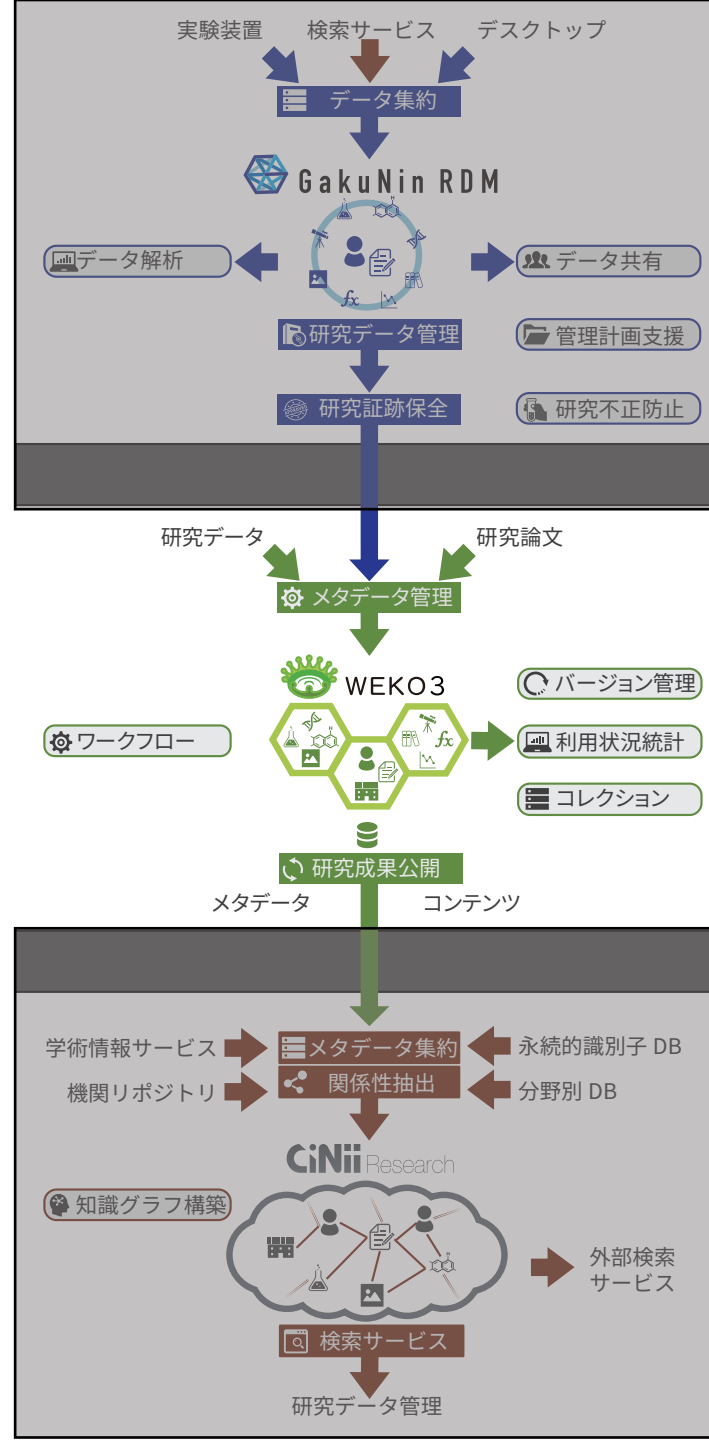 実験装置
検索サービス
デスクトップ
データ集約
GakuNin RDM
データ解析
データ共有
fx
研究データ管理
管理計画支援
研究証跡保全
研究不正防止
研究データ
研究論文
メタデータ管理
WEKO3
バージョン管理
fx
ワークフロー
利用状況統計
コレクション
研究成果公開
メタデータ
コンテンツ
学術情報サービス
メタデータ集約
永続的識別子 DB
機関リポジトリ
関係性抽出
分野別 DB
CiNii Research
知識グラフ構築
外部検索
サービス
検索サービス
研究データ管理